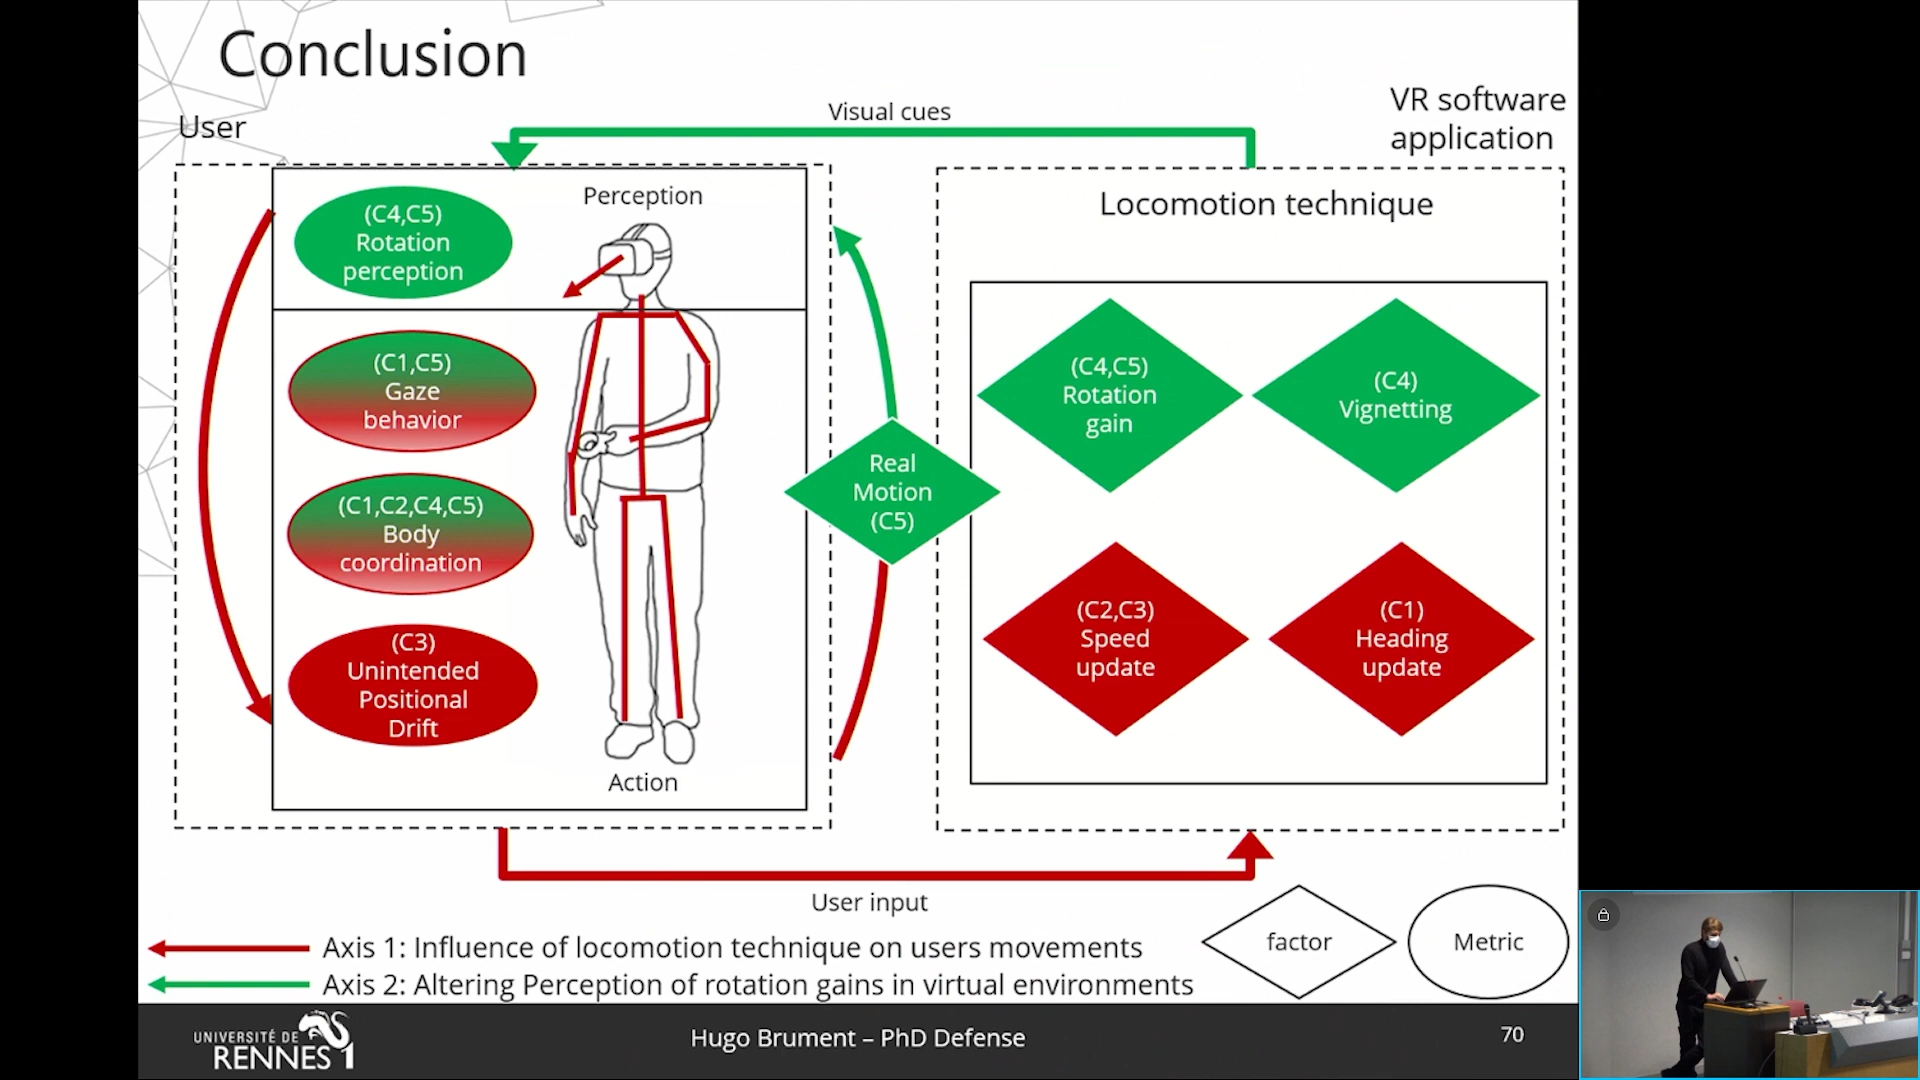 Conclusion
User
Visual cues
VR software
application
Perception
(C4,C5)
Rotation
perception
(C1,C5)
Gaze
behavior
(C1,C2,C4,C5)
Body
coordination
(C3)
Unintended
Positional
Drift
Action
Real
Motion
(C5)
Locomotion technique
(C4,C5)
Rotation
gain
(C4)
Vignetting
(C2,C3)
Speed
update
(C1)
Heading
update
User input
Axis 1: Influence of locomotion technique on users movements
Axis 2: Altering Perception of rotation gains in virtual environments
factor
Metric
UNIVERSITÉ DE
RENNES 1
Hugo Brument – PhD Defense
70